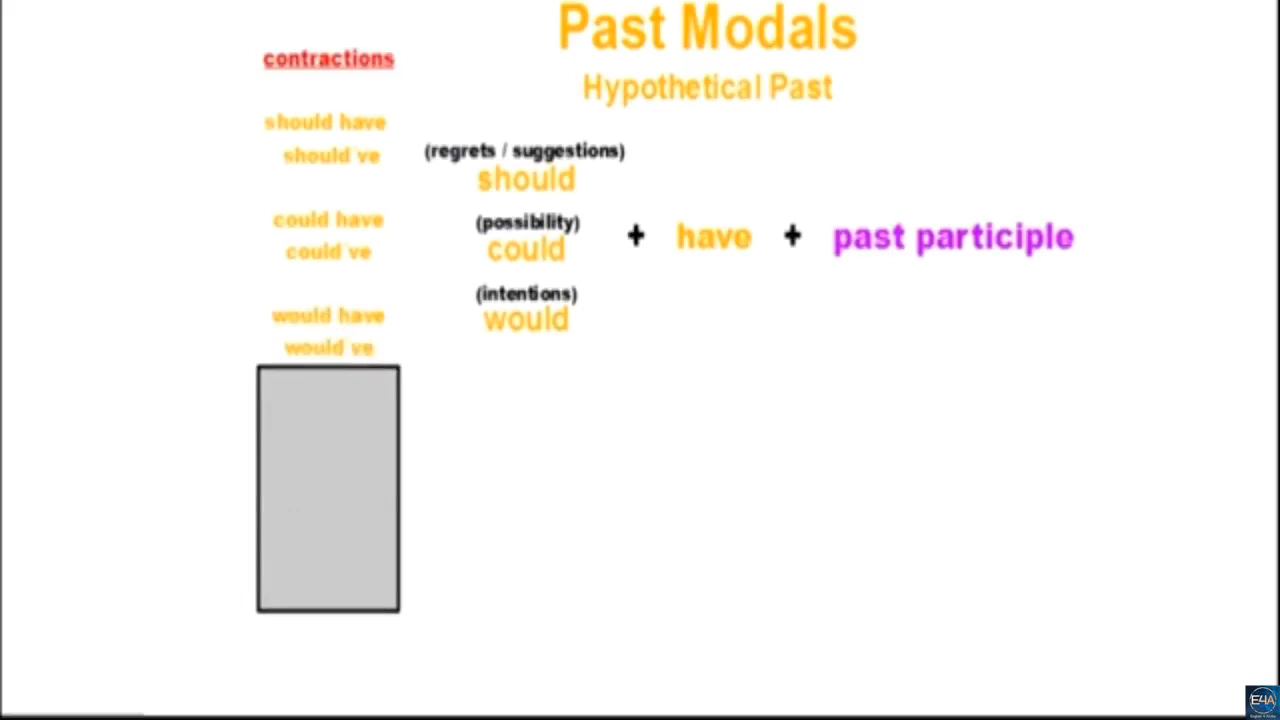 Past Modals
Hypothetical Past
contractions
should have
should've
could have
could ve
would have
would ve
(regrets / suggestions)
should
(possibility)
could
(intentions)
would
+ have + past participle
E4A